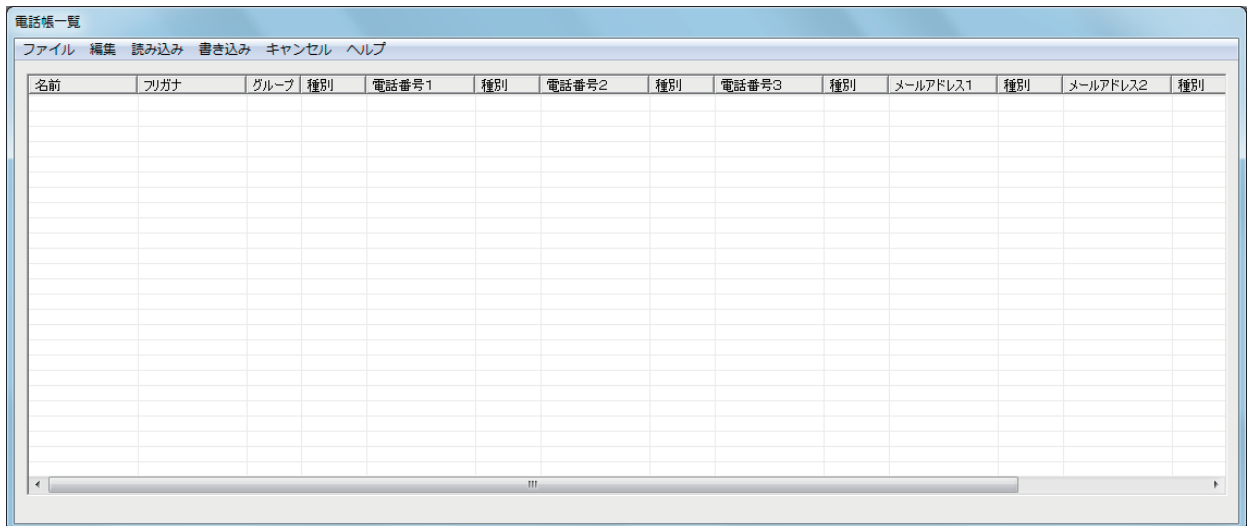 電話帳一覧
ファイル 編集 読み込み 書き込み キャンセル ヘルプ
名前 フリガナ グループ 種別 電話番号1 種別 電話番号2 種別 電話番号3 種別 メールアドレス1 種別 メールアドレス2 種別